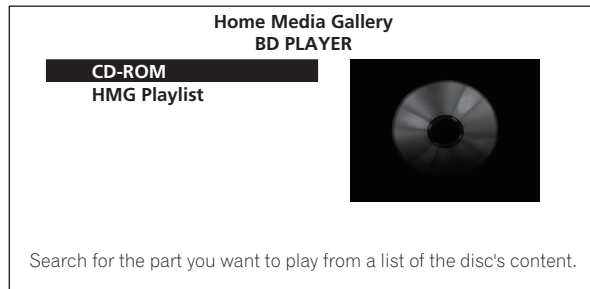 Home Media Gallery
BD PLAYER
CD-ROM
HMG Playlist
Search for the part you want to play from a list of the disc's content.